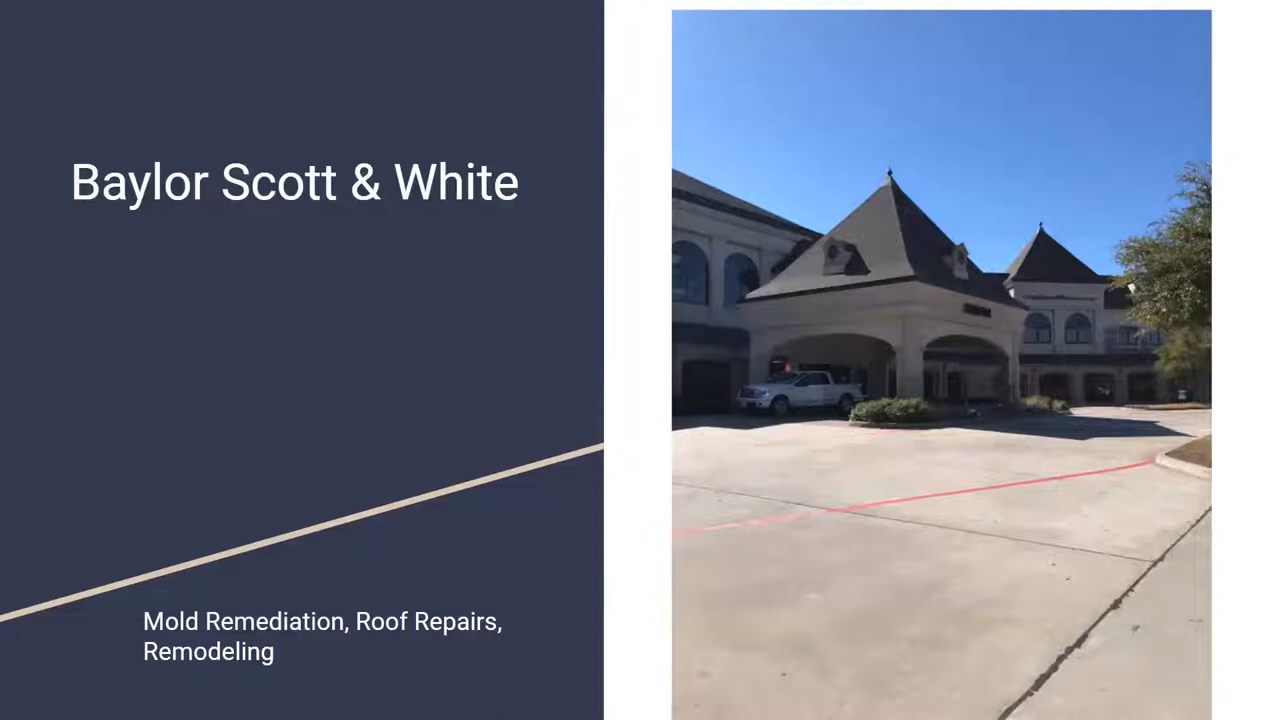 Baylor Scott & White
Mold Remediation, Roof Repairs,
Remodeling